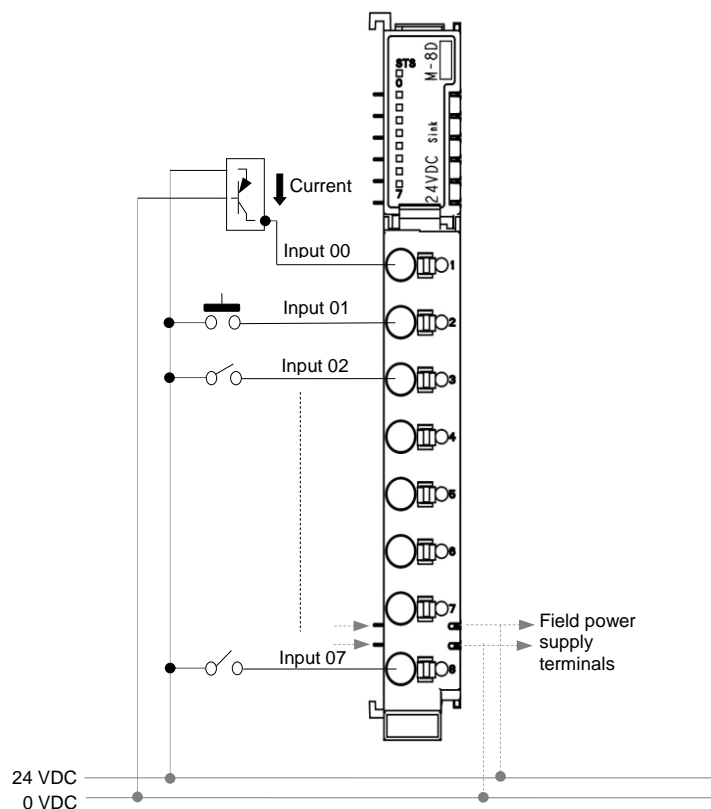 STS
M-8D
0
24VDC Sink
7
Current
Input 00
1
Input 01
2
Input 02
3
4
5
6
7
Field power
supply
terminals
Input 07
8
24 VDC
0 VDC